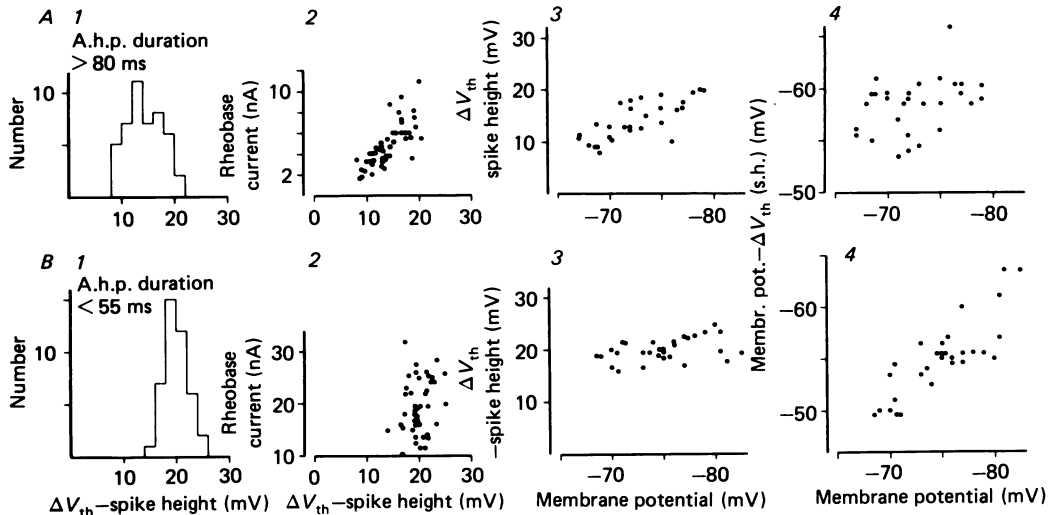 A 1
A.h.p. duration
> 80 ms
Number
10
10 20 30
2
Rheobase
current (nA)
10
2
0 10 20 30
3
ΔV_th
spike height (mV)
30
20
10
−70 −80
4
Membr. pot.−ΔV_th (s.h.) (mV)
−60
−50
−70 −80
B 1
A.h.p. duration
< 55 ms
Number
10
10 20 30
ΔV_th−spike height (mV)
2
Rheobase
current (nA)
30
20
10
0 10 20 30
ΔV_th−spike height (mV)
3
ΔV_th
−spike height (mV)
30
20
10
−70 −80
Membrane potential (mV)
4
−60
−50
−70 −80
Membrane potential (mV)